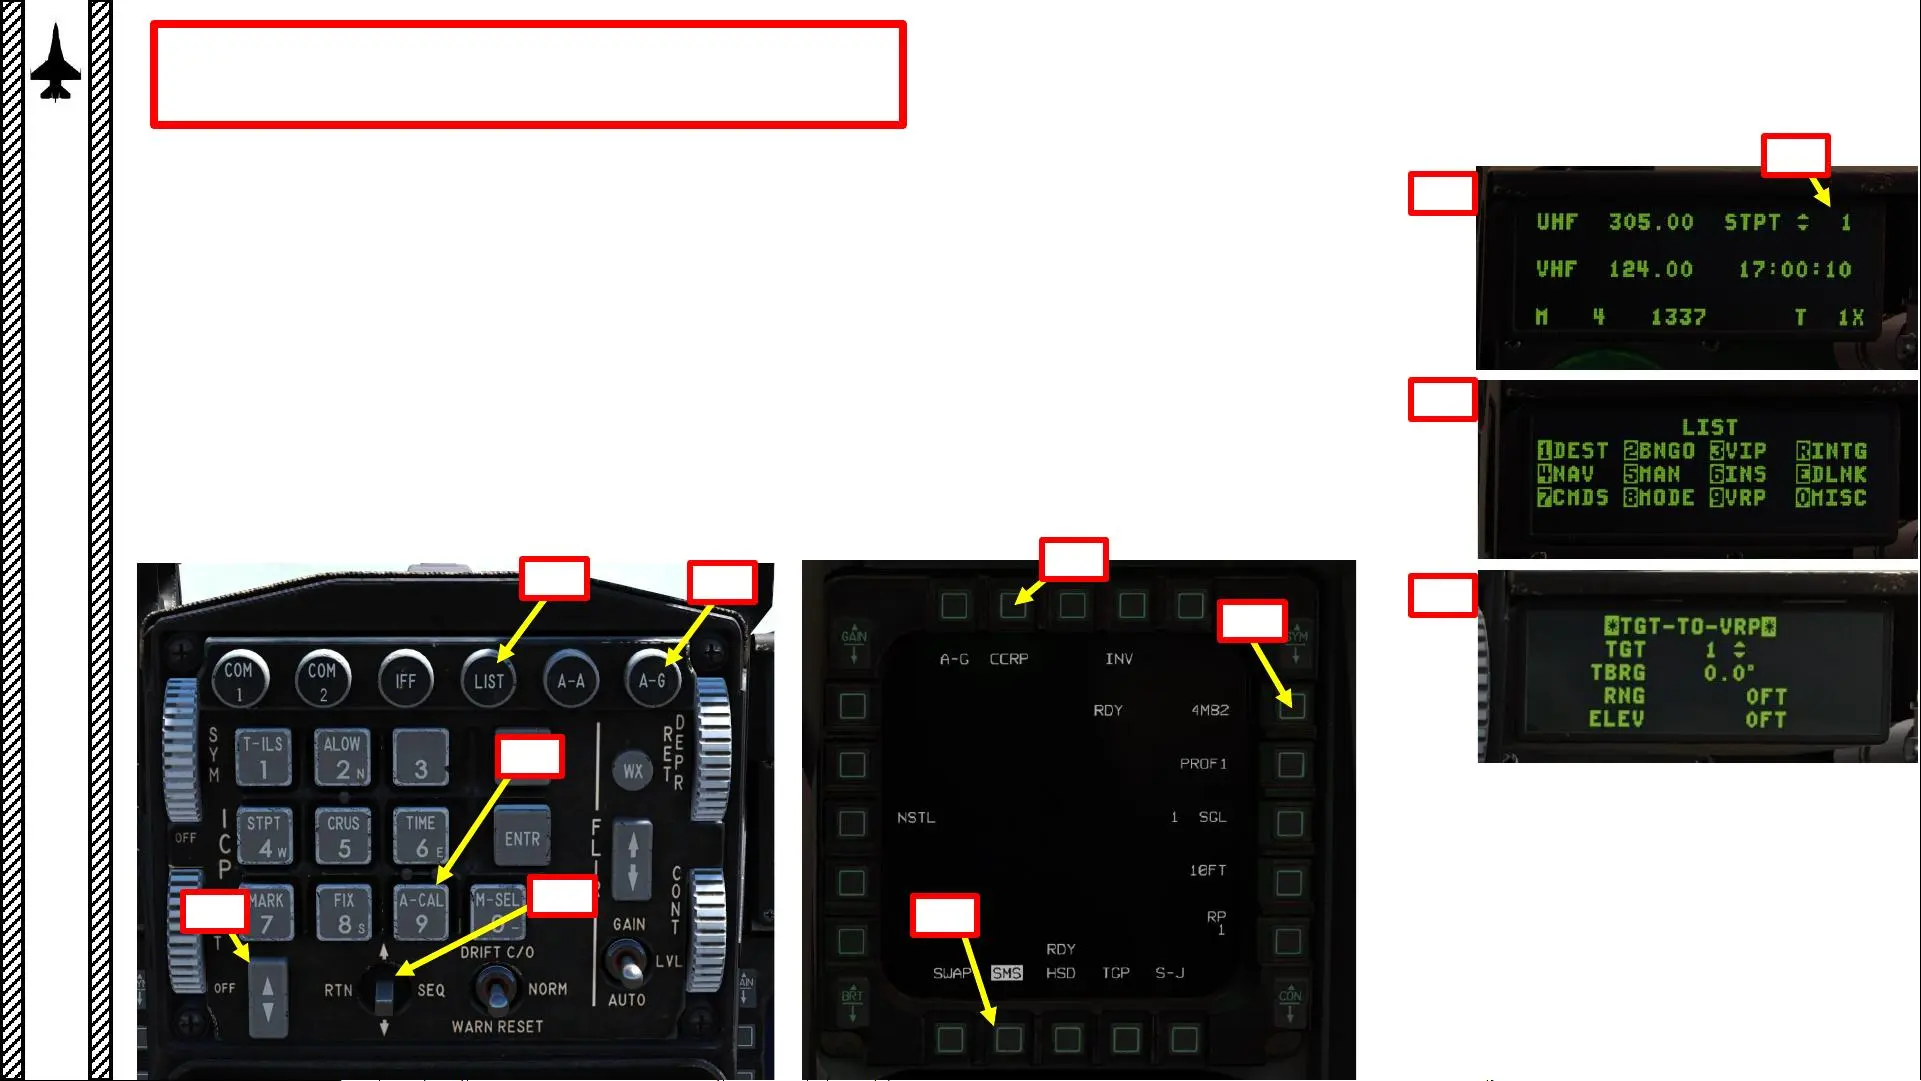 UHF 305.00 STPT 1
VHF 124.00 17:00:10
M 4 1337 T 1X
LIST
1DEST 2BNGO 3VIP RINTG
4NAV 5MAN 6INS EDLNK
7CMDS 8MODE 9VRP 0MISC
*TGT-TO-VRP*
TGT 1
TBRG 0.0°
RNG 0FT
ELEV 0FT
COM 1
COM 2
IFF
LIST
A-A
A-G
SYM
T-ILS 1
ALOW 2 N
3
WX
RET
DEPR
OFF
ICP
STPT 4 W
CRUS 5
TIME 6 E
ENTR
FL
MARK 7
FIX 8 S
A-CAL 9
M-SEL
CONT
GAIN
LVL
AUTO
DRIFT C/O
OFF
RTN
SEQ
NORM
WARN RESET
GAIN
SYM
A-G CCRP INV
RDY 4M82
PROF1
NSTL 1 SGL
10FT
RP
1
RDY
SWAP SMS HSD TGP S-J
BRT
CON